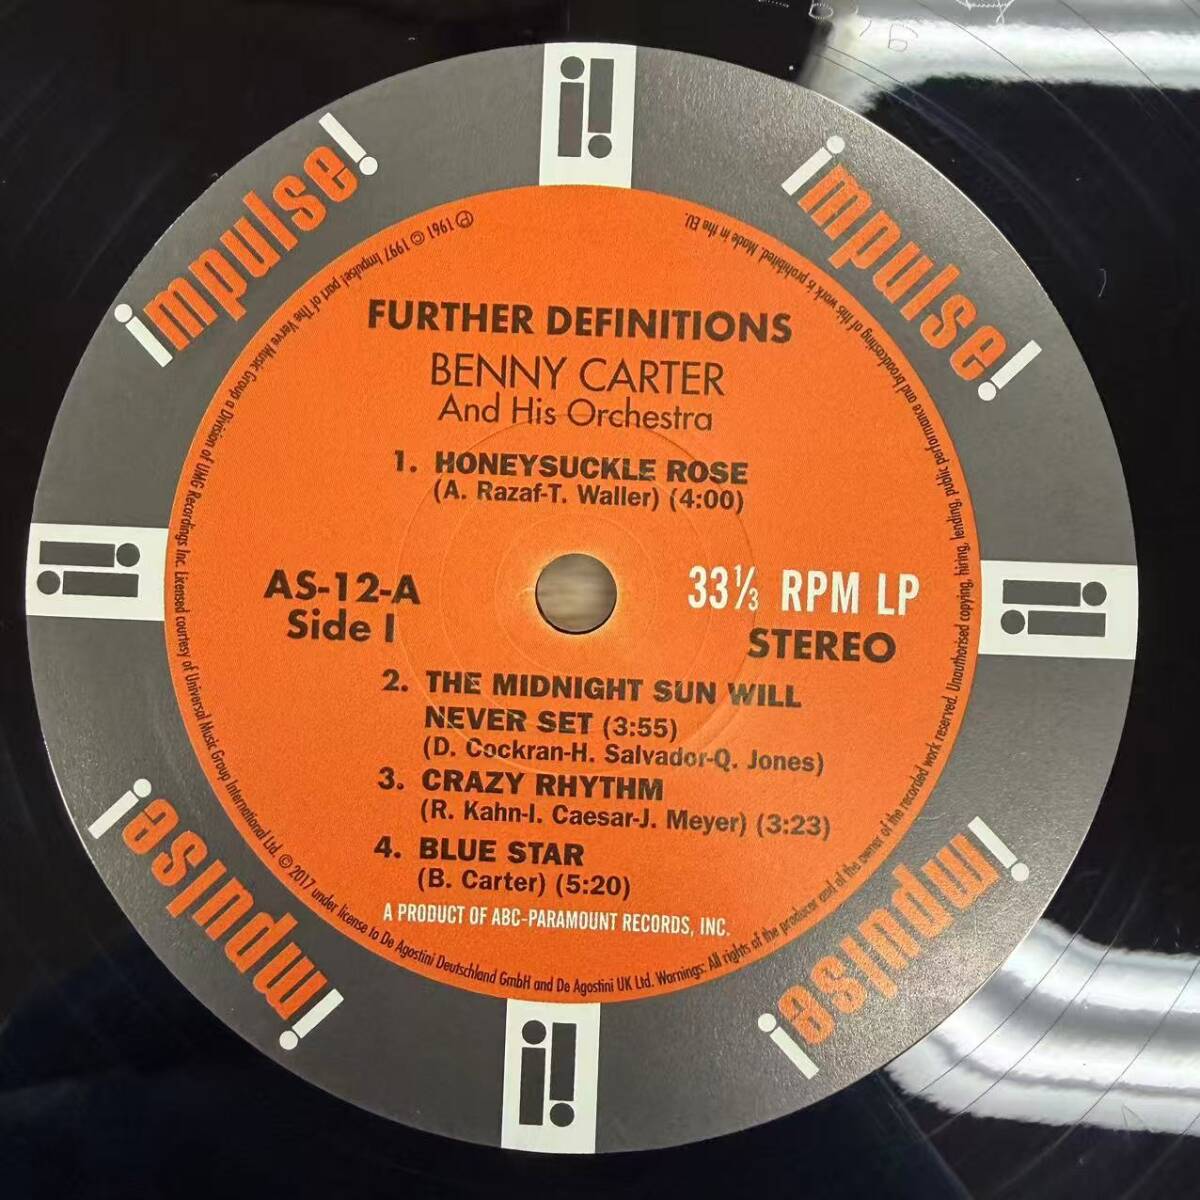 impulse!
impulse!
FURTHER DEFINITIONS
BENNY CARTER
And His Orchestra
1. HONEYSUCKLE ROSE
(A. Razaf-T. Waller) (4:00)
AS-12-A
Side I
33⅓ RPM LP
STEREO
2. THE MIDNIGHT SUN WILL
NEVER SET (3:55)
(D. Cockran-H. Salvador-Q. Jones)
3. CRAZY RHYTHM
(R. Kahn-I. Caesar-J. Meyer) (3:23)
4. BLUE STAR
(B. Carter) (5:20)
A PRODUCT OF ABC-PARAMOUNT RECORDS, INC.
℗ 1961 © 1997 Impulse! part of The Verve Music Group a Division of UMG Recordings Inc. Licensed courtesy of Universal Music Group International Ltd. © 2017 under license to De Agostini Deutschland GmbH and De Agostini UK Ltd. Warnings: All rights of the producer and of the owner of the recorded work reserved. Unauthorised copying, hiring, lending, public performance and broadcasting of this work is prohibited. Made in the EU.
impulse!
impulse!